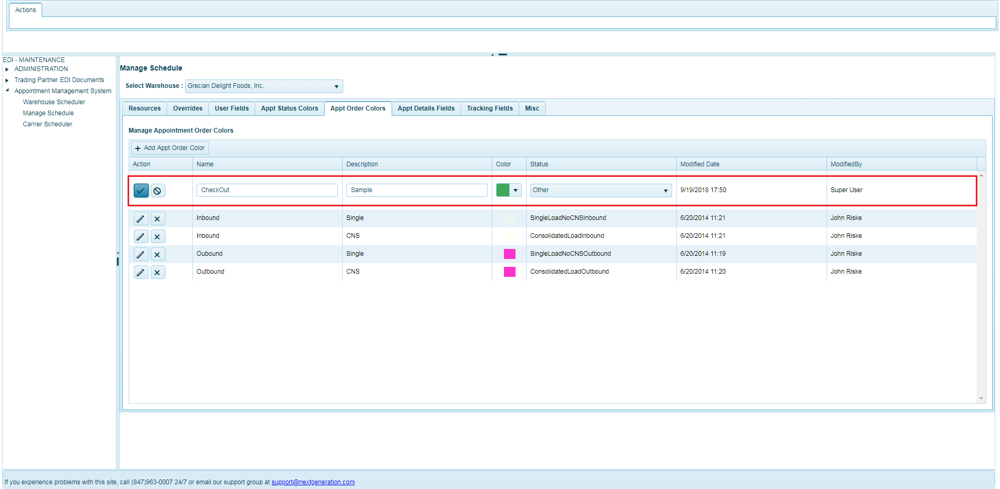 Actions
EDI - MAINTENANCE
ADMINISTRATION
Trading Partner EDI Documents
Appointment Management System
Warehouse Scheduler
Manage Schedule
Carrier Scheduler
Manage Schedule
Select Warehouse : Grecian Delight Foods, Inc.
Resources Overrides User Fields Appt Status Colors Appt Order Colors Appt Details Fields Tracking Fields Misc
Manage Appointment Order Colors
Add Appt Order Color
Action Name Description Color Status Modified Date ModifiedBy
CheckOut Sample Other 9/19/2018 17:50 Super User
Inbound Single SingleLoadNoCNSInbound 6/20/2014 11:21 John Riske
Inbound CNS ConsolidatedLoadInbound 6/20/2014 11:21 John Riske
Oubound Single SingleLoadNoCNSOutbound 6/20/2014 11:19 John Riske
Outbound CNS ConsolidatedLoadOutbound 6/20/2014 11:20 John Riske
If you experience problems with this site, call (847)963-0007 24/7 or email our support group at support@nextgeneration.com